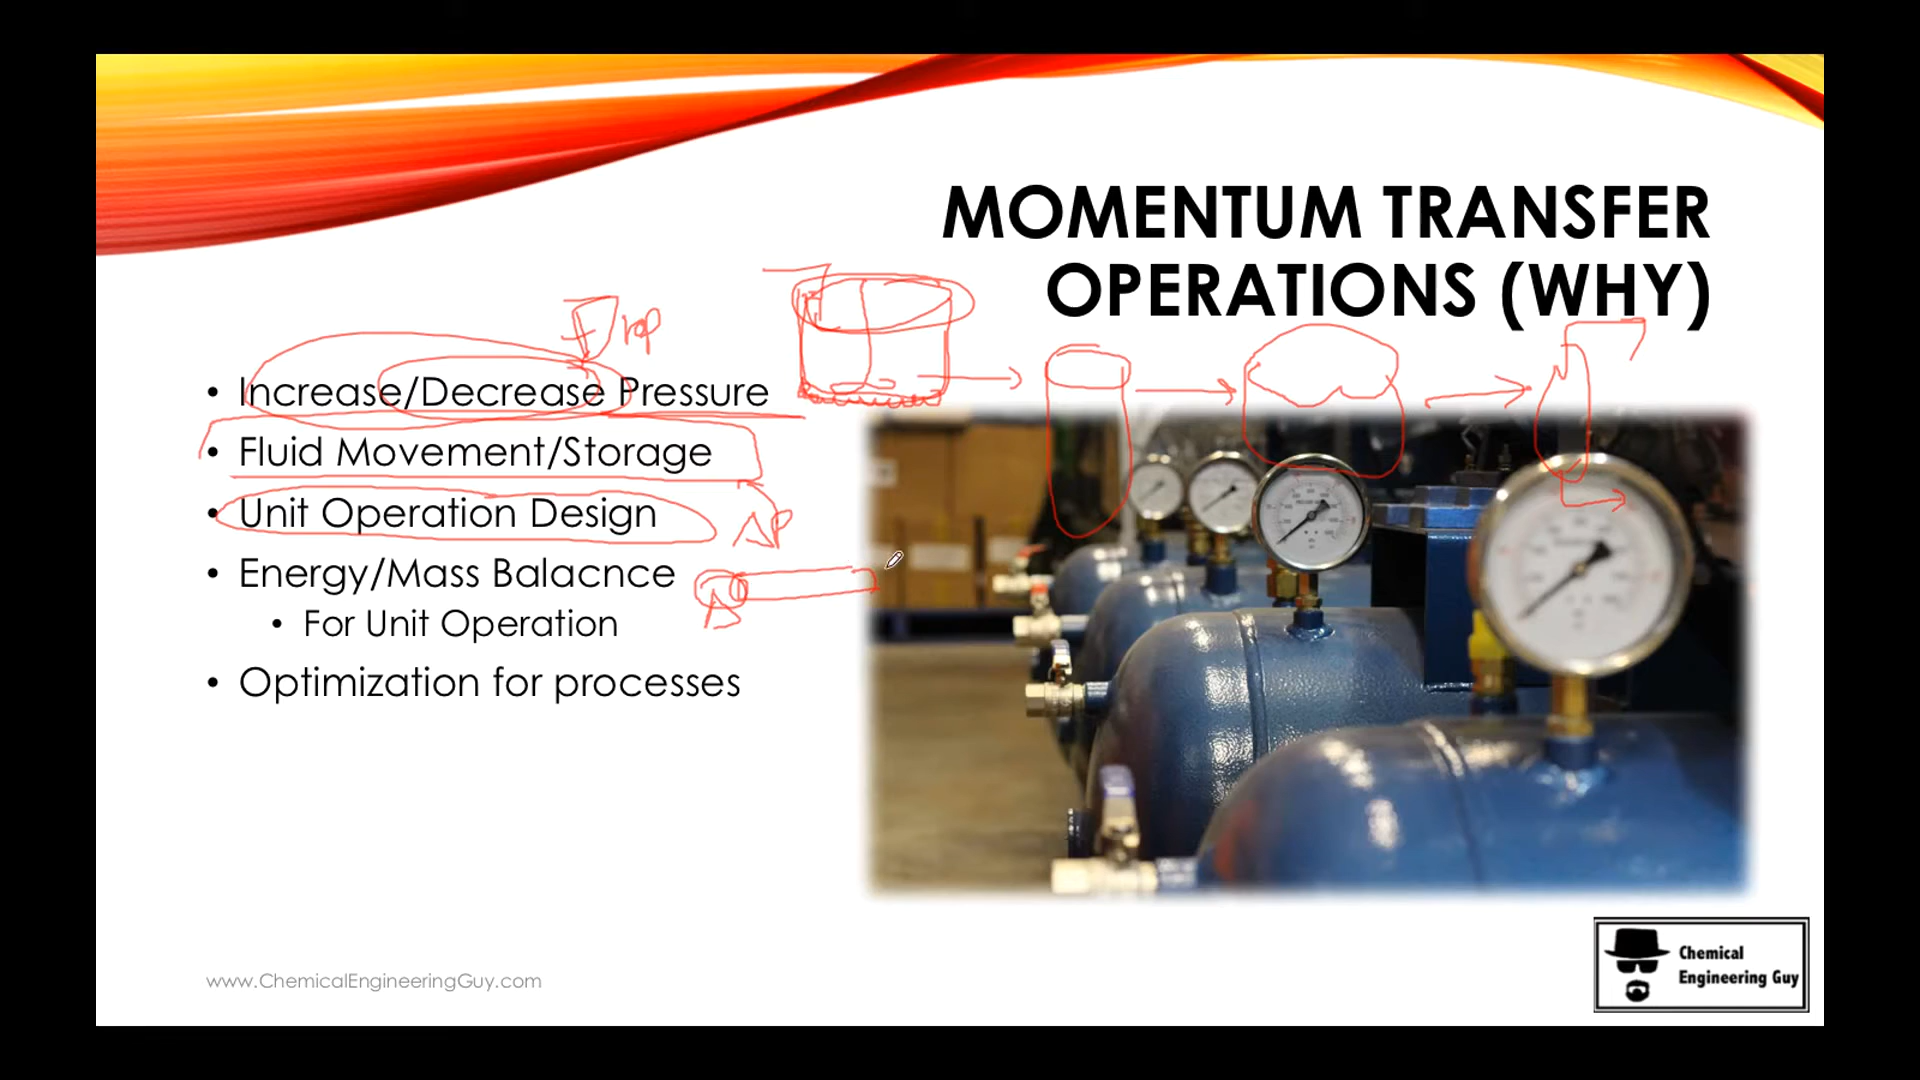 MOMENTUM TRANSFER
OPERATIONS (WHY)
• Increase/Decrease Pressure
• Fluid Movement/Storage
• Unit Operation Design
ΔP
• Energy/Mass Balacnce
• For Unit Operation
• Optimization for processes
www.ChemicalEngineeringGuy.com
Chemical
Engineering Guy